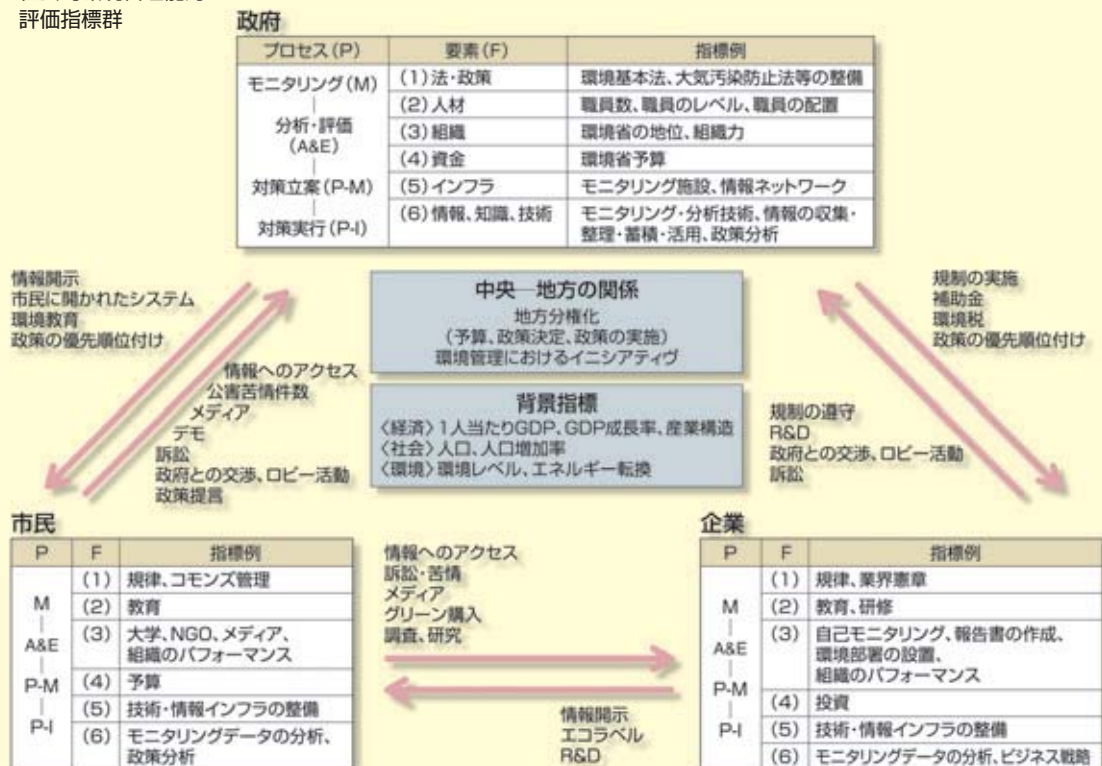 評価指標群
政府
プロセス(P) 要素(F) 指標例
モニタリング(M)
分析・評価
(A&E)
対策立案(P-M)
対策実行(P-I)
(1)法・政策 環境基本法、大気汚染防止法等の整備
(2)人材 職員数、職員のレベル、職員の配置
(3)組織 環境省の地位、組織力
(4)資金 環境省予算
(5)インフラ モニタリング施設、情報ネットワーク
(6)情報、知識、技術 モニタリング・分析技術、情報の収集・
整理・蓄積・活用、政策分析
情報開示
市民に開かれたシステム
環境教育
政策の優先順位付け
中央―地方の関係
地方分権化
(予算、政策決定、政策の実施)
環境管理におけるイニシアティヴ
規制の実施
補助金
環境税
政策の優先順位付け
情報へのアクセス
公害苦情件数
メディア
デモ
訴訟
政府との交渉、ロビー活動
政策提言
背景指標
〈経済〉1人当たりGDP、GDP成長率、産業構造
〈社会〉人口、人口増加率
〈環境〉環境レベル、エネルギー転換
規制の遵守
R&D
政府との交渉、ロビー活動
訴訟
市民
P F 指標例
M
A&E
P-M
P-I
(1) 規律、コモンズ管理
(2) 教育
(3) 大学、NGO、メディア、
組織のパフォーマンス
(4) 予算
(5) 技術・情報インフラの整備
(6) モニタリングデータの分析、
政策分析
情報へのアクセス
訴訟・苦情
メディア
グリーン購入
調査、研究
情報開示
エコラベル
R&D
企業
P F 指標例
M
A&E
P-M
P-I
(1) 規律、業界憲章
(2) 教育、研修
(3) 自己モニタリング、報告書の作成、
環境部署の設置、
組織のパフォーマンス
(4) 投資
(5) 技術・情報インフラの整備
(6) モニタリングデータの分析、ビジネス戦略